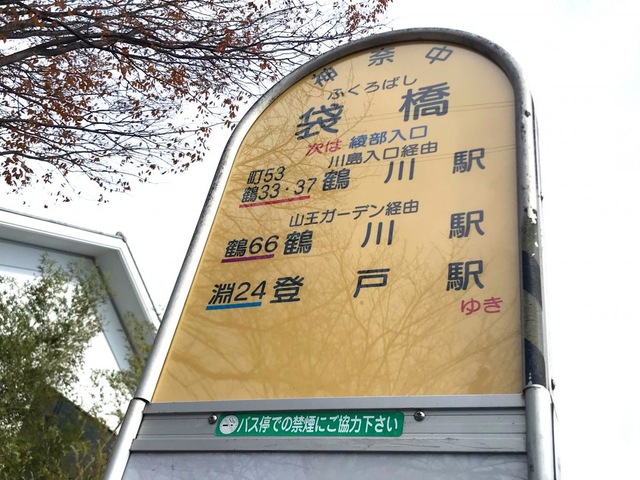 神奈中
ふくろばし
袋橋
次は 綾部入口
川島入口経由
町53
鶴33・37 鶴川駅
山王ガーデン経由
鶴66 鶴川駅
淵24 登戸駅
ゆき
バス停での禁煙にご協力下さい